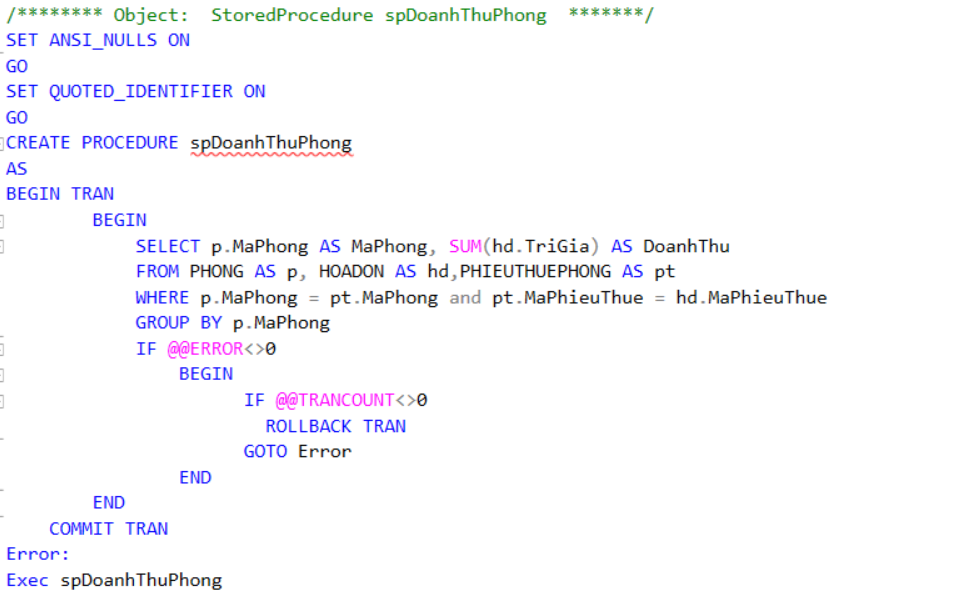 /******** Object:  StoredProcedure spDoanhThuPhong  *******/
SET ANSI_NULLS ON
GO
SET QUOTED_IDENTIFIER ON
GO
CREATE PROCEDURE spDoanhThuPhong
AS
BEGIN TRAN
        BEGIN
            SELECT p.MaPhong AS MaPhong, SUM(hd.TriGia) AS DoanhThu
            FROM PHONG AS p, HOADON AS hd,PHIEUTHUEPHONG AS pt
            WHERE p.MaPhong = pt.MaPhong and pt.MaPhieuThue = hd.MaPhieuThue
            GROUP BY p.MaPhong
            IF @@ERROR<>0
                BEGIN
                      IF @@TRANCOUNT<>0
                        ROLLBACK TRAN
                      GOTO Error
                END
        END
    COMMIT TRAN
Error:
Exec spDoanhThuPhong